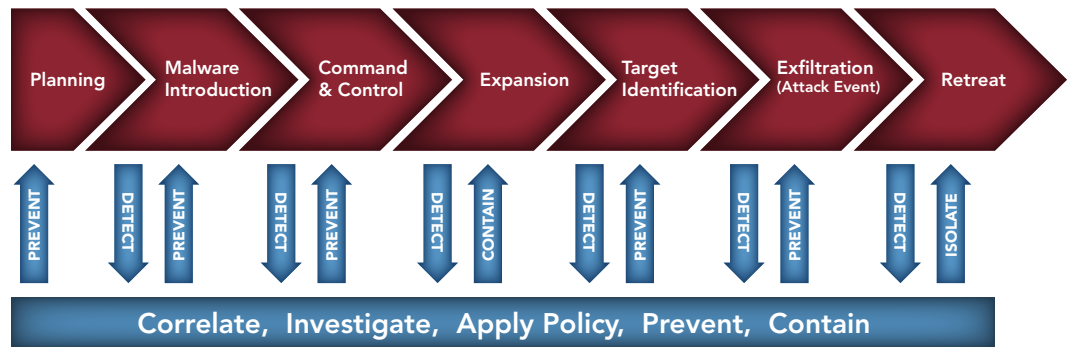 Planning
Malware
Introduction
Command
& Control
Expansion
Target
Identification
Exfiltration
(Attack Event)
Retreat
PREVENT
DETECT
PREVENT
DETECT
PREVENT
DETECT
CONTAIN
DETECT
PREVENT
DETECT
PREVENT
DETECT
ISOLATE
Correlate, Investigate, Apply Policy, Prevent, Contain